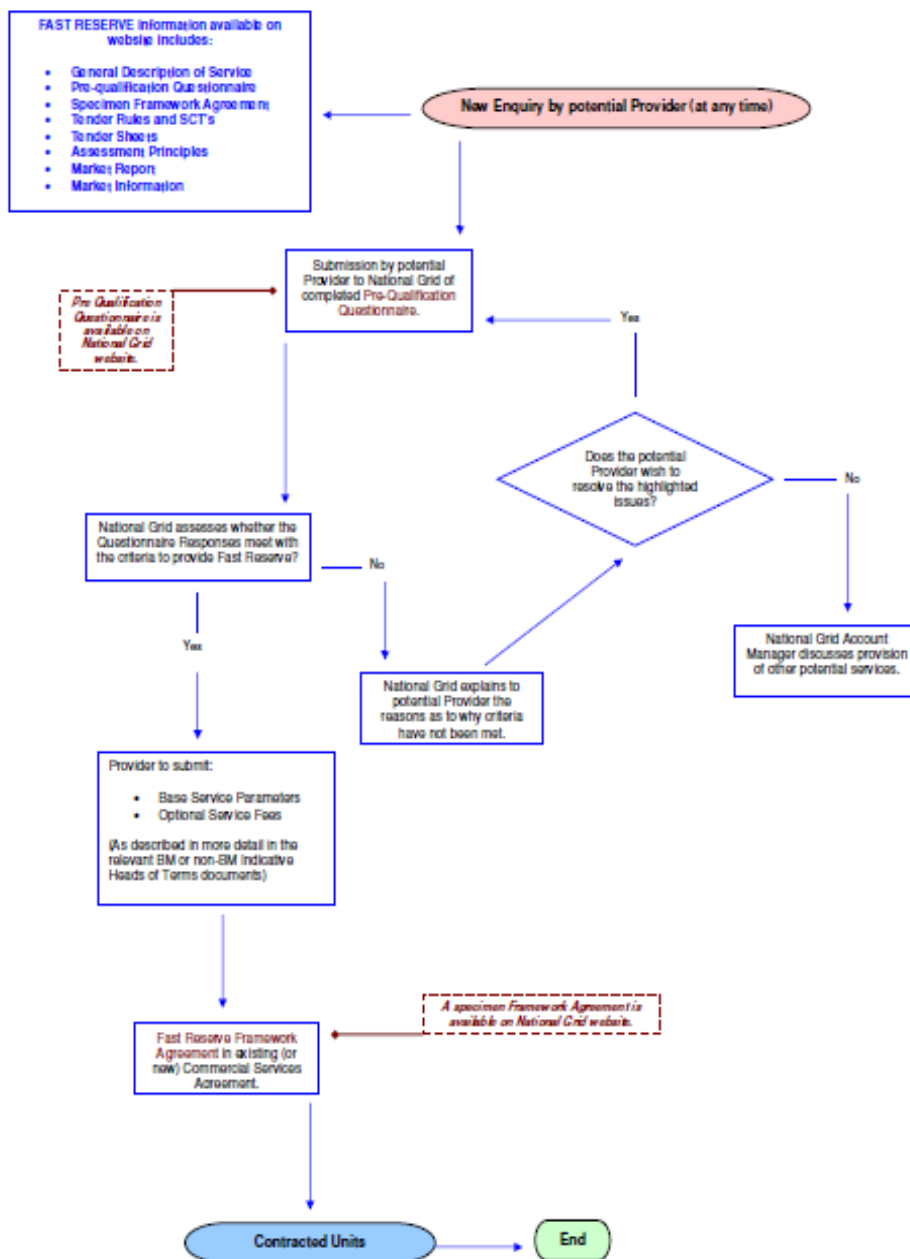 FAST RESERVE information available on
website includes:
• General Description of Service
• Pre-qualification Questionnaire
• Specimen Framework Agreement
• Tender Rules and SCT's
• Tender Sheets
• Assessment Principles
• Market Report
• Market Information
New Enquiry by potential Provider (at any time)
Submission by potential
Provider to National Grid of
completed Pre-Qualification
Questionnaire.
Pre Qualification
Questionnaire is
available on
National Grid
website.
Yes
Does the potential
Provider wish to
resolve the highlighted
issues?
No
National Grid assesses whether the
Questionnaire Responses meet with
the criteria to provide Fast Reserve?
No
Yes
National Grid Account
Manager discusses provision
of other potential services.
National Grid explains to
potential Provider the
reasons as to why criteria
have not been met.
Provider to submit:
• Base Service Parameters
• Optional Service Fees
(As described in more detail in the
relevant BM or non-BM Indicative
Heads of Terms documents)
A specimen Framework Agreement is
available on National Grid website.
Fast Reserve Framework
Agreement in existing (or
new) Commercial Services
Agreement.
Contracted Units
End